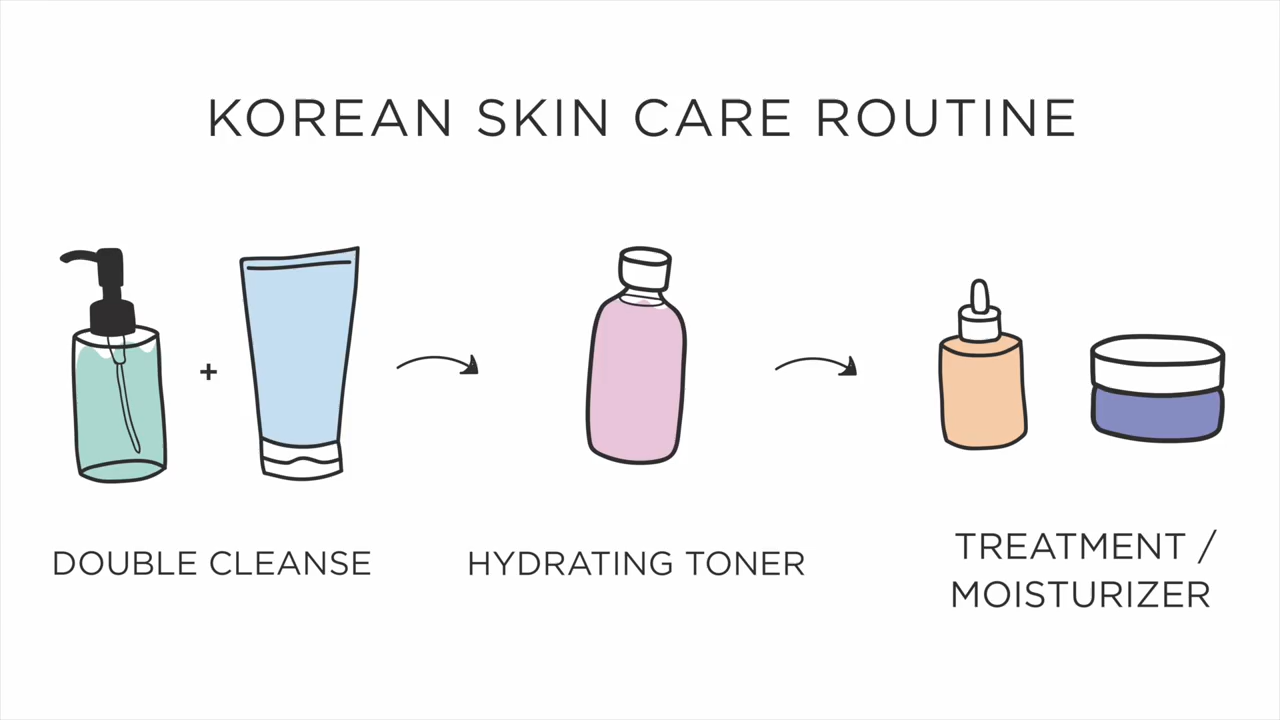 KOREAN SKIN CARE ROUTINE
+
DOUBLE CLEANSE
HYDRATING TONER
TREATMENT /
MOISTURIZER